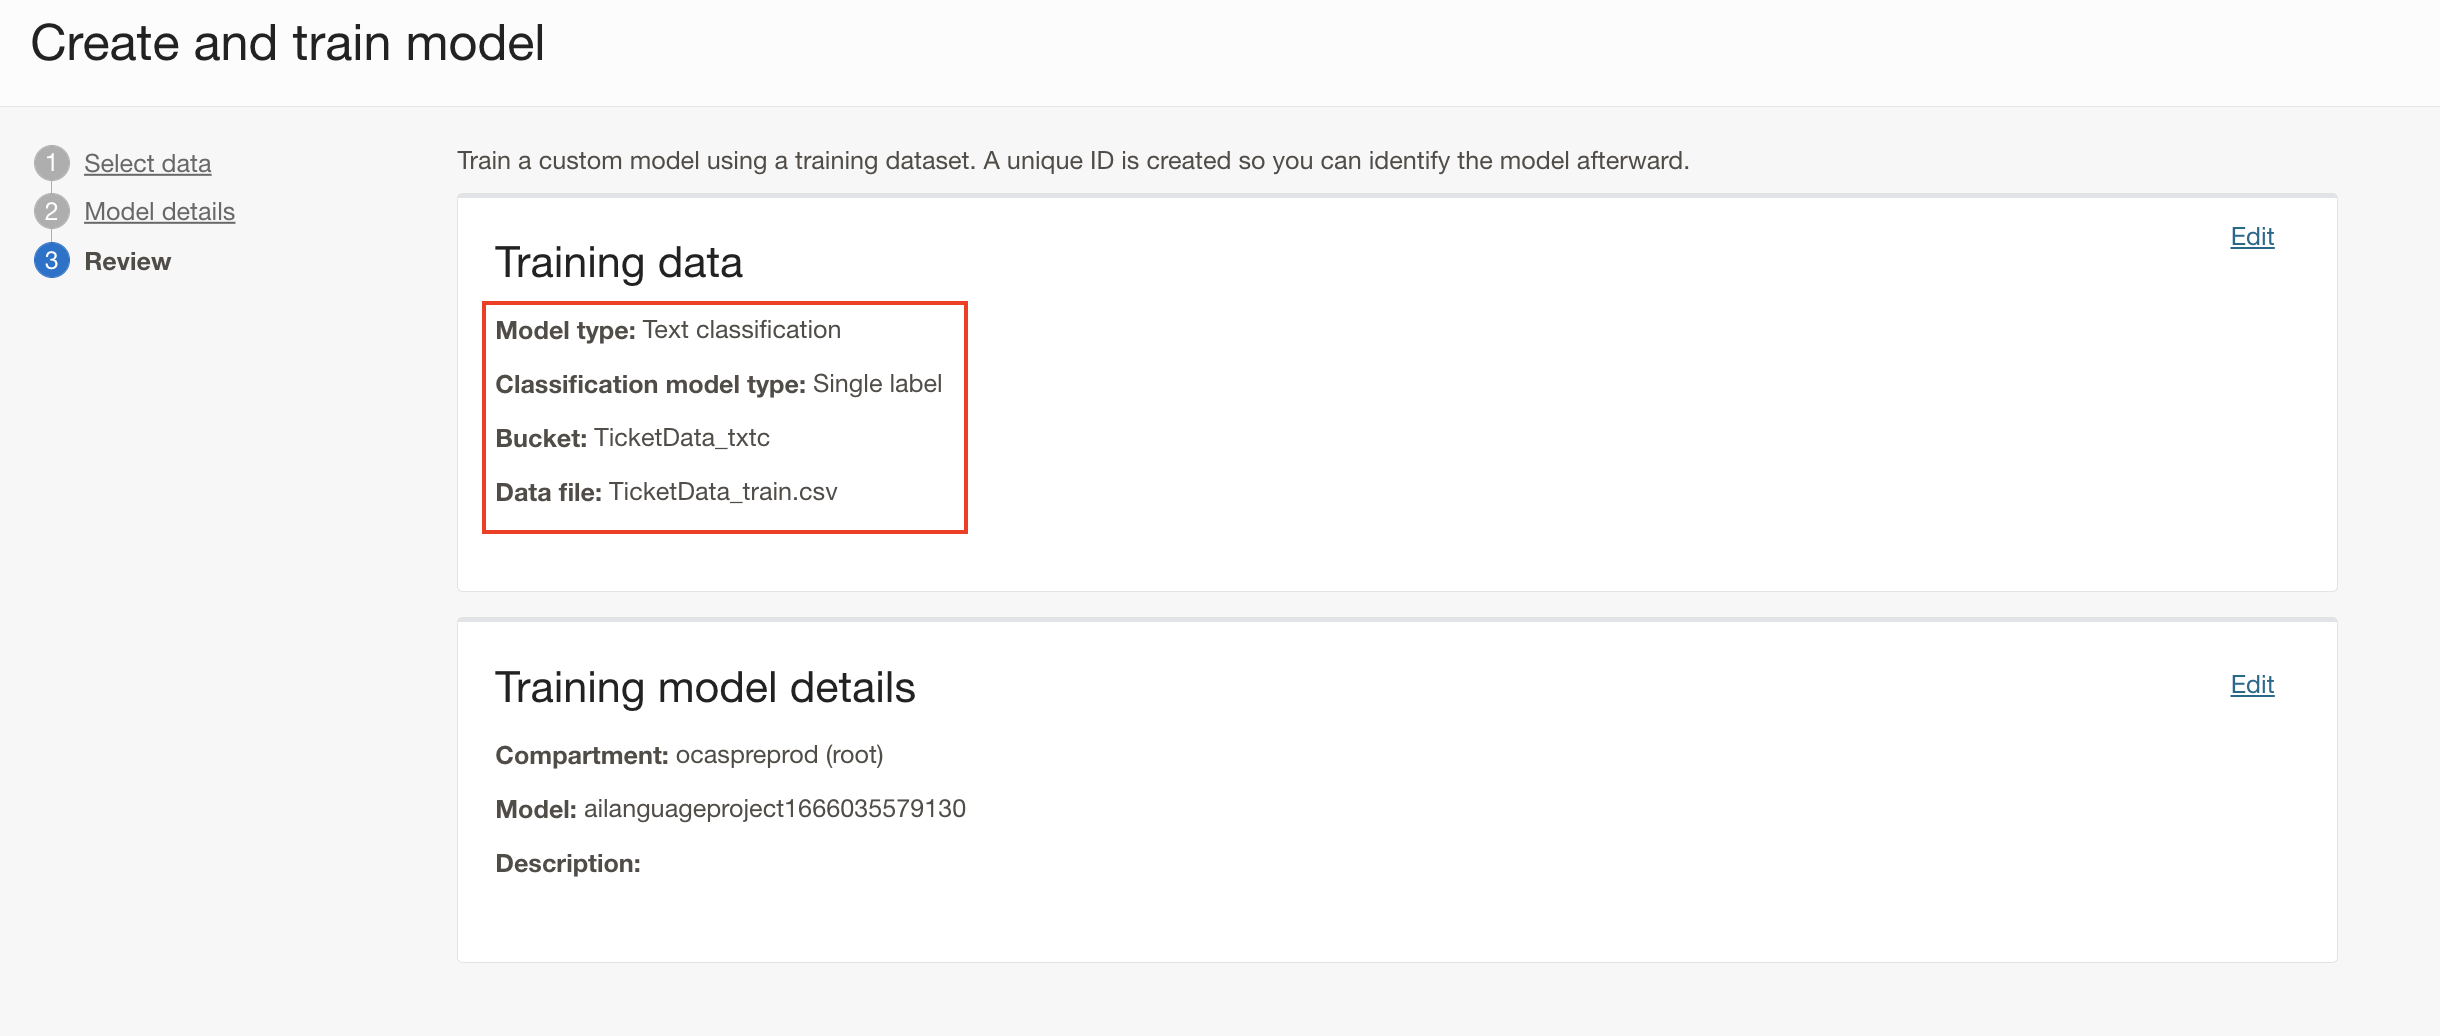 Create and train model
1 Select data
2 Model details
3 Review
Train a custom model using a training dataset. A unique ID is created so you can identify the model afterward.
Training data
Edit
Model type: Text classification
Classification model type: Single label
Bucket: TicketData_txtc
Data file: TicketData_train.csv
Training model details
Edit
Compartment: ocaspreprod (root)
Model: ailanguageproject1666035579130
Description: